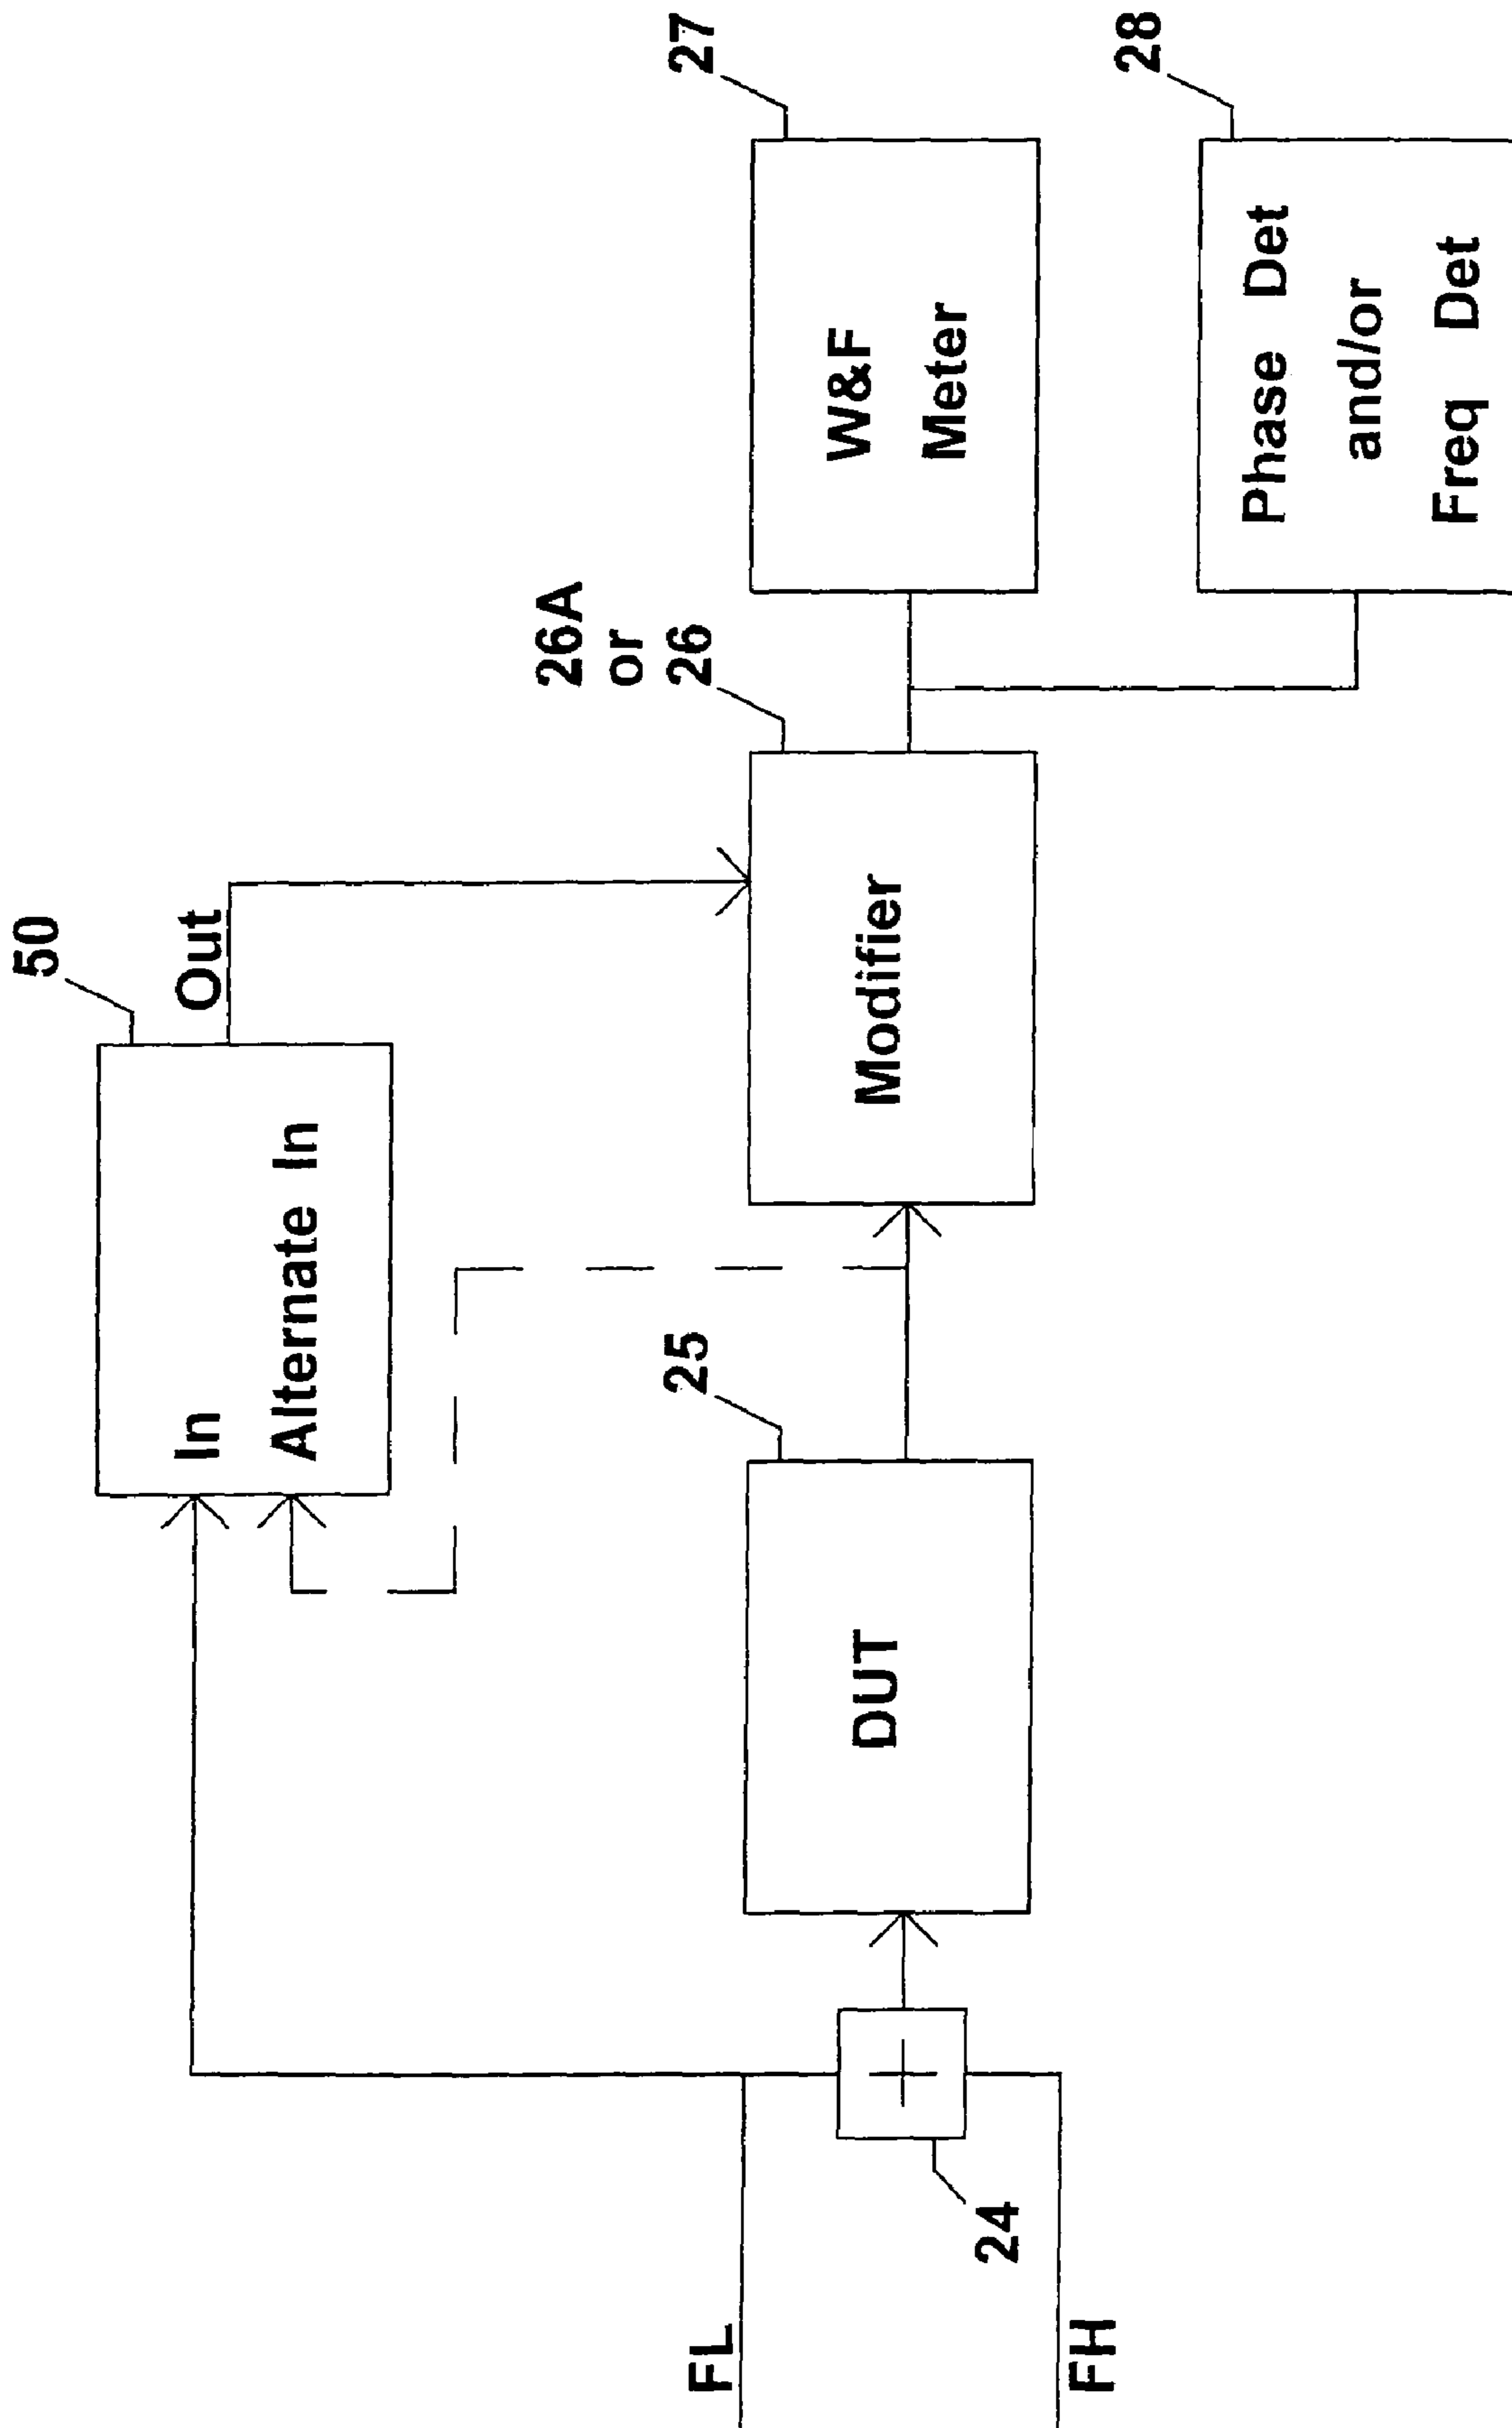 50
Out
In
Alternate In
26A
or
26
27
FL
25
W&F
Meter
DUT
Modifier
24
FH
28
Phase Det
and/or
Freq Det